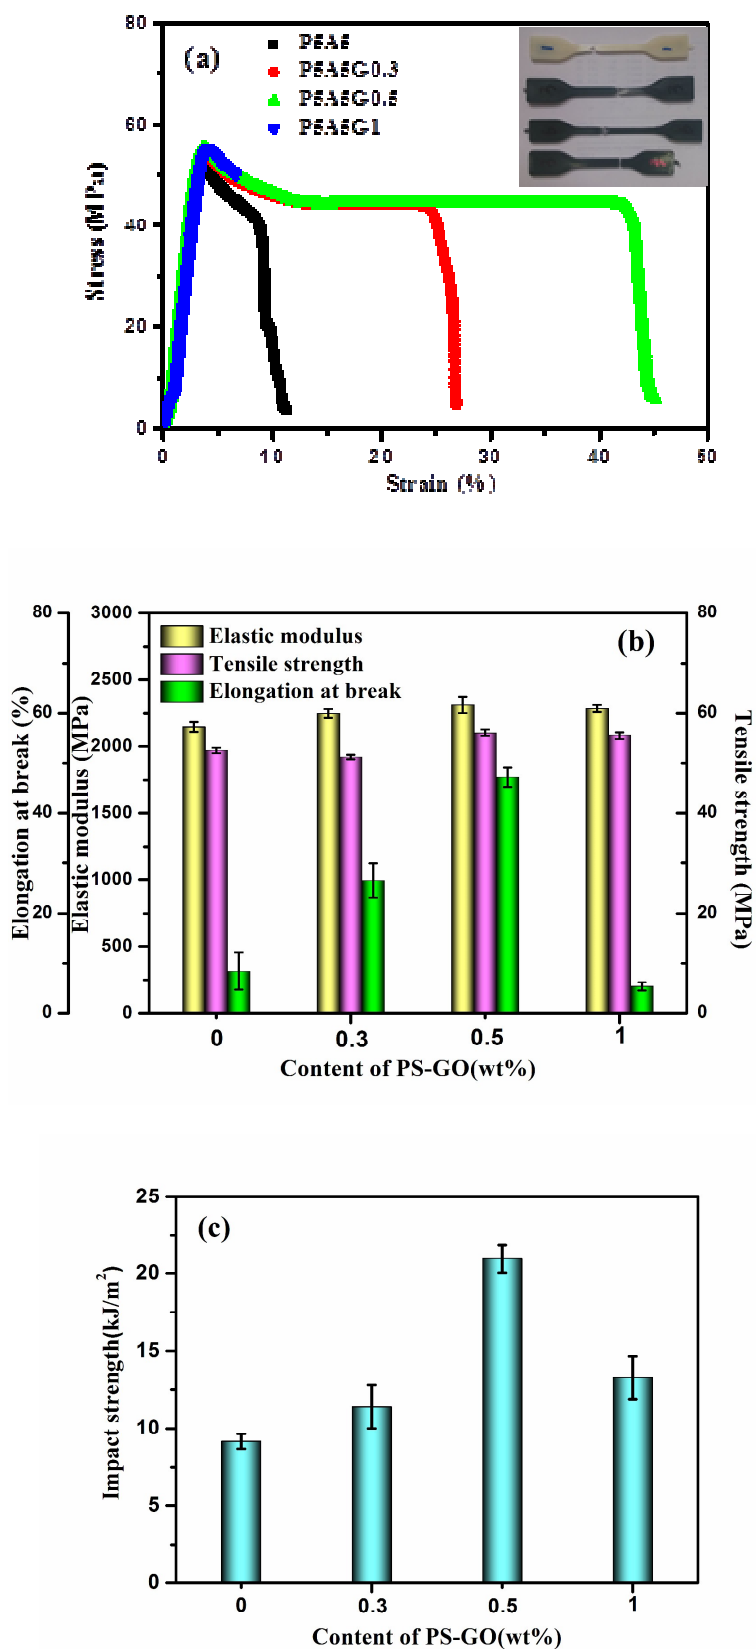 (a)
P5A5
P5A5G0.3
P5A5G0.5
P5A5G1
80
60
40
20
0
Stress (MPa)
0 10 20 30 40 50
Strain (%)
(b)
Elastic modulus
Tensile strength
Elongation at break
80
60
40
20
0
Elongation at break (%)
3000
2500
2000
1500
1000
500
0
Elastic modulus (MPa)
80
60
40
20
0
Tensile strength (MPa)
0 0.3 0.5 1
Content of PS-GO(wt%)
(c)
25
20
15
10
5
0
Impact strength(kJ/m²)
0 0.3 0.5 1
Content of PS-GO(wt%)